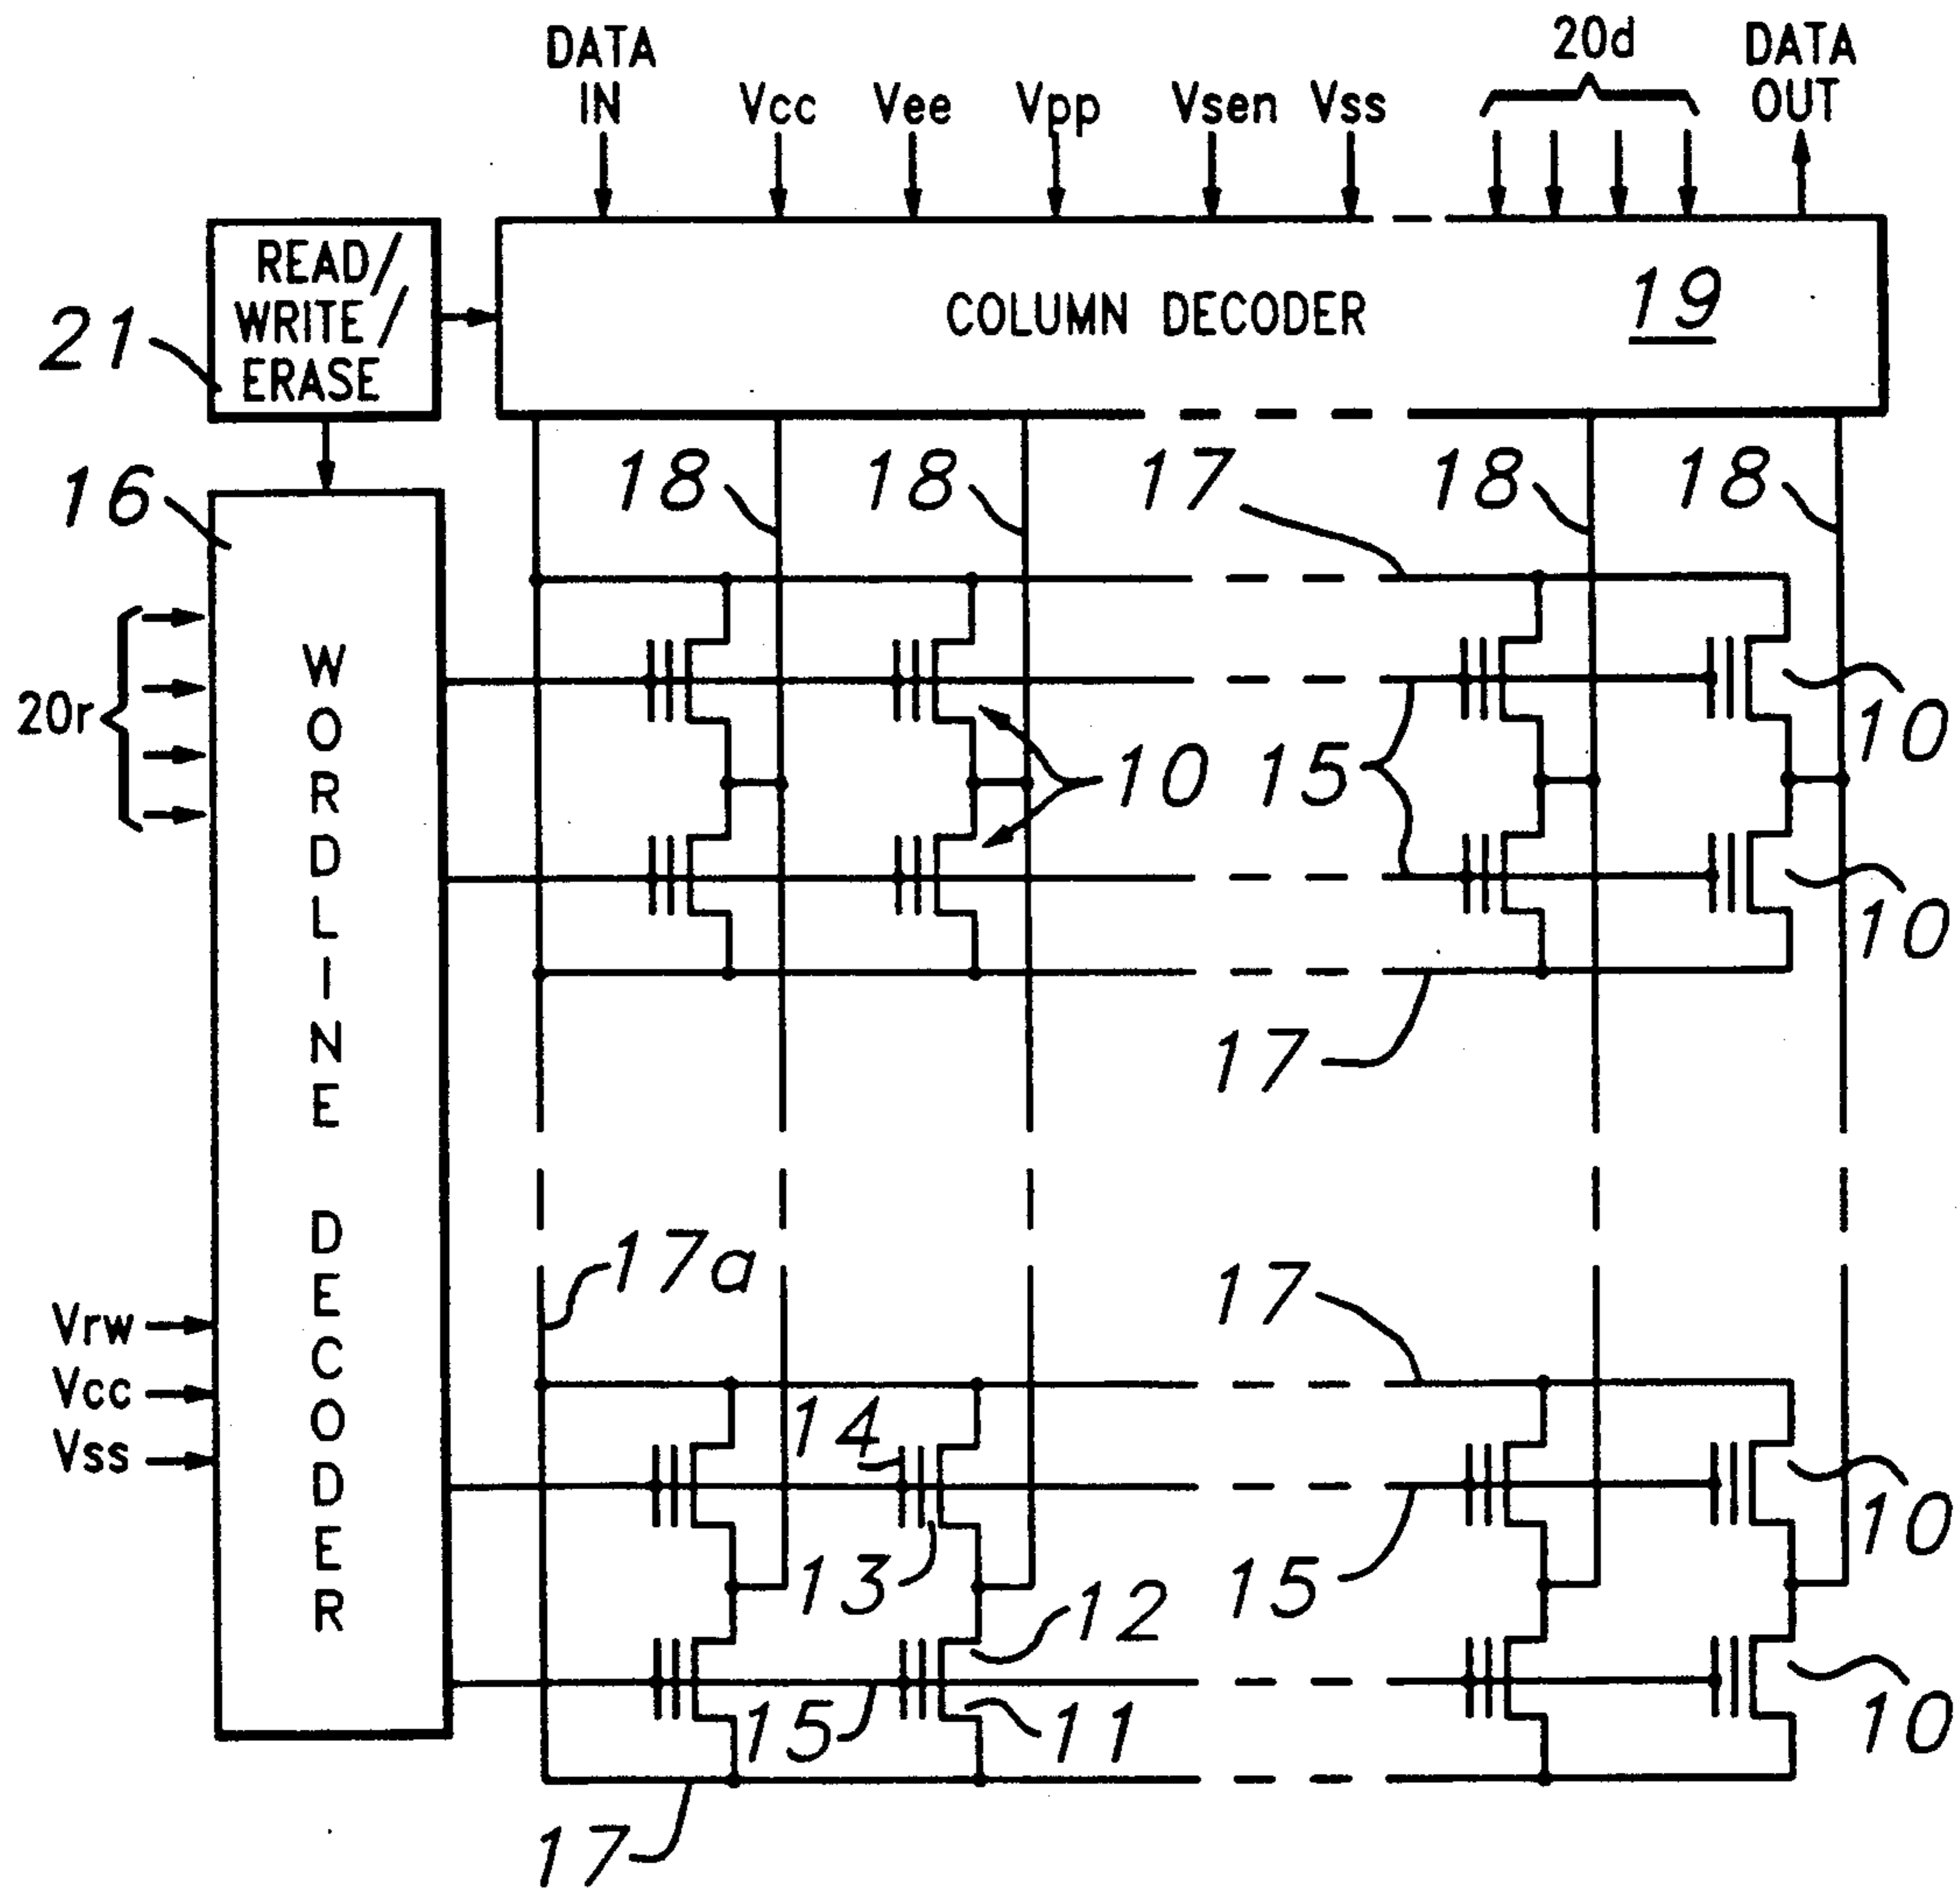 DATA
IN
Vcc
Vee
Vpp
Vsen
Vss
20d
DATA
OUT
READ/
WRITE/
ERASE
21
COLUMN DECODER
19
16
18
18
17
18
18
20r
WORDLINE DECODER
10
15
10
10
17
17a
17
Vrw
Vcc
Vss
14
13
15
10
12
15
11
10
17